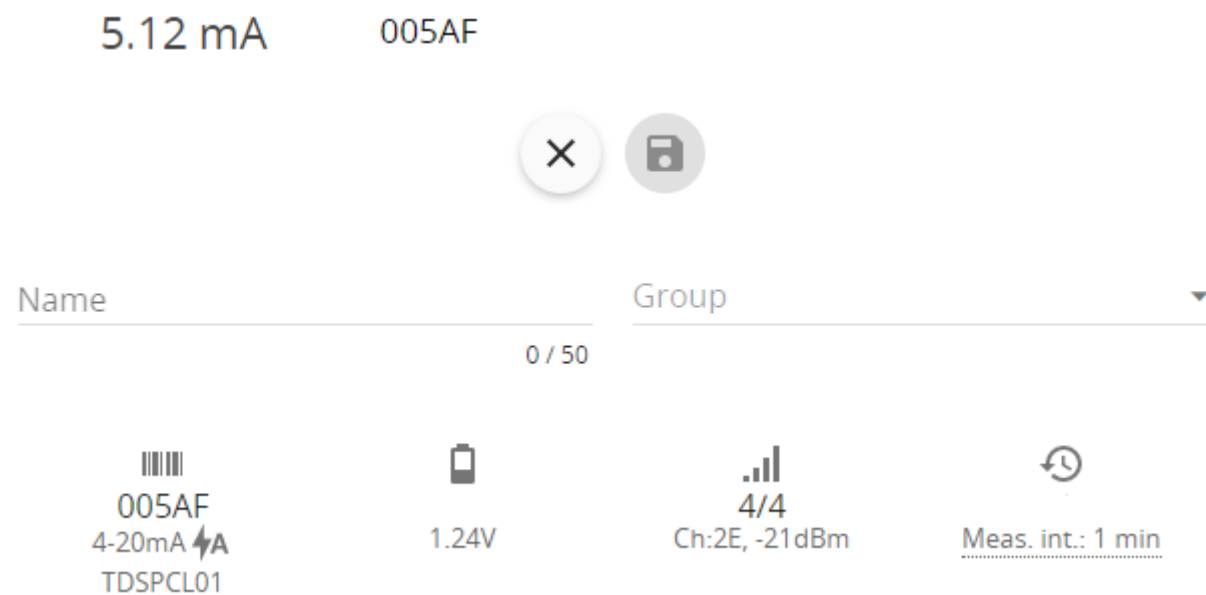 5.12 mA 005AF
Name
Group
0 / 50
005AF
4-20mA A
TDSPCL01
1.24V
4/4
Ch:2E, -21dBm
Meas. int.: 1 min